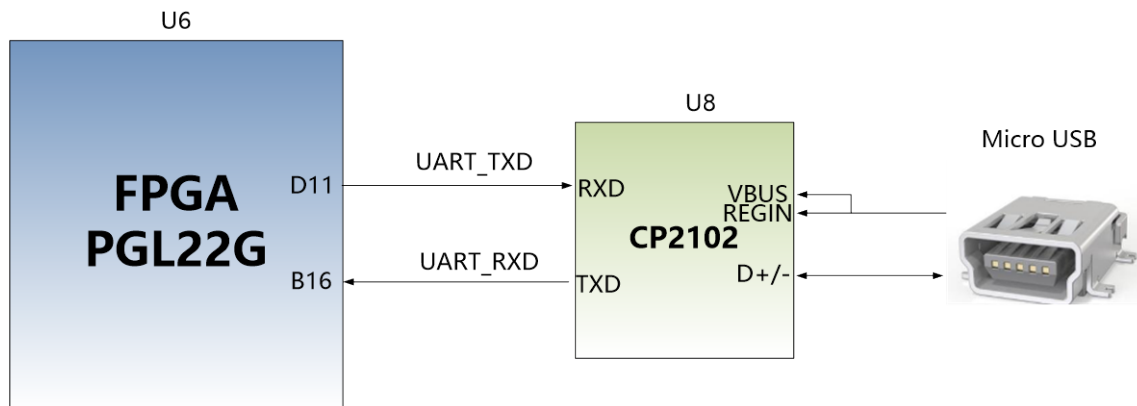 U6
FPGA
PGL22G
D11
B16
UART_TXD
UART_RXD
U8
RXD
TXD
CP2102
VBUS
REGIN
D+/-
Micro USB